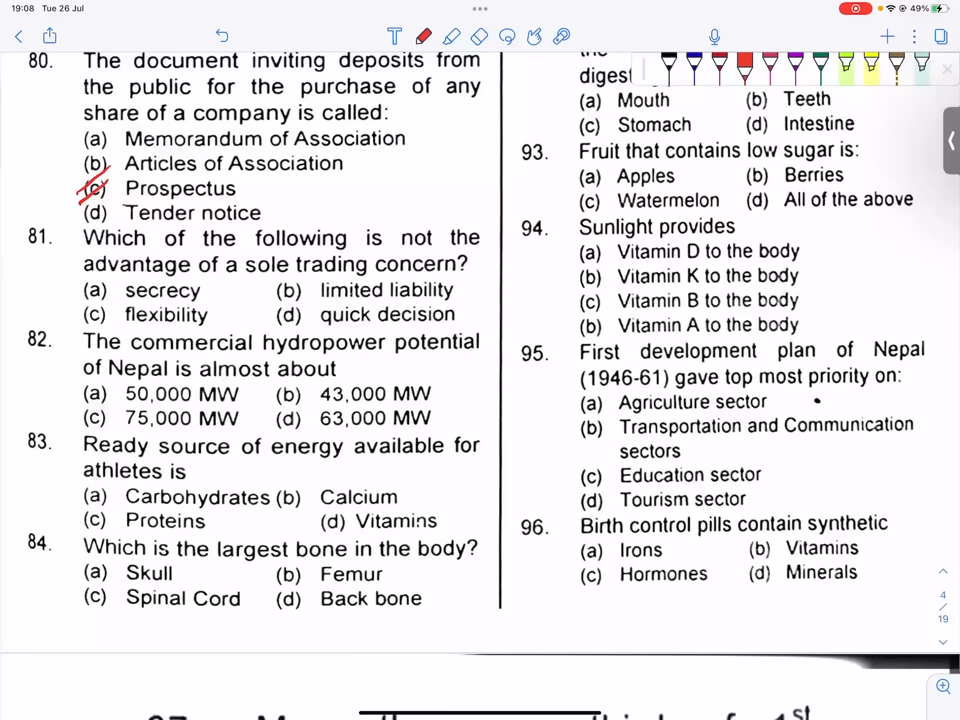 19:08 Tue 26 Jul
49%
80. The document inviting deposits from
the public for the purchase of any
share of a company is called:
(a) Memorandum of Association
(b) Articles of Association
(c) Prospectus
(d) Tender notice
81. Which of the following is not the
advantage of a sole trading concern?
(a) secrecy (b) limited liability
(c) flexibility (d) quick decision
82. The commercial hydropower potential
of Nepal is almost about
(a) 50,000 MW (b) 43,000 MW
(c) 75,000 MW (d) 63,000 MW
83. Ready source of energy available for
athletes is
(a) Carbohydrates (b) Calcium
(c) Proteins (d) Vitamins
84. Which is the largest bone in the body?
(a) Skull (b) Femur
(c) Spinal Cord (d) Back bone
digest
(a) Mouth (b) Teeth
(c) Stomach (d) Intestine
93. Fruit that contains low sugar is:
(a) Apples (b) Berries
(c) Watermelon (d) All of the above
94. Sunlight provides
(a) Vitamin D to the body
(b) Vitamin K to the body
(c) Vitamin B to the body
(b) Vitamin A to the body
95. First development plan of Nepal
(1946-61) gave top most priority on:
(a) Agriculture sector
(b) Transportation and Communication
sectors
(c) Education sector
(d) Tourism sector
96. Birth control pills contain synthetic
(a) Irons (b) Vitamins
(c) Hormones (d) Minerals
4
/
19
1st